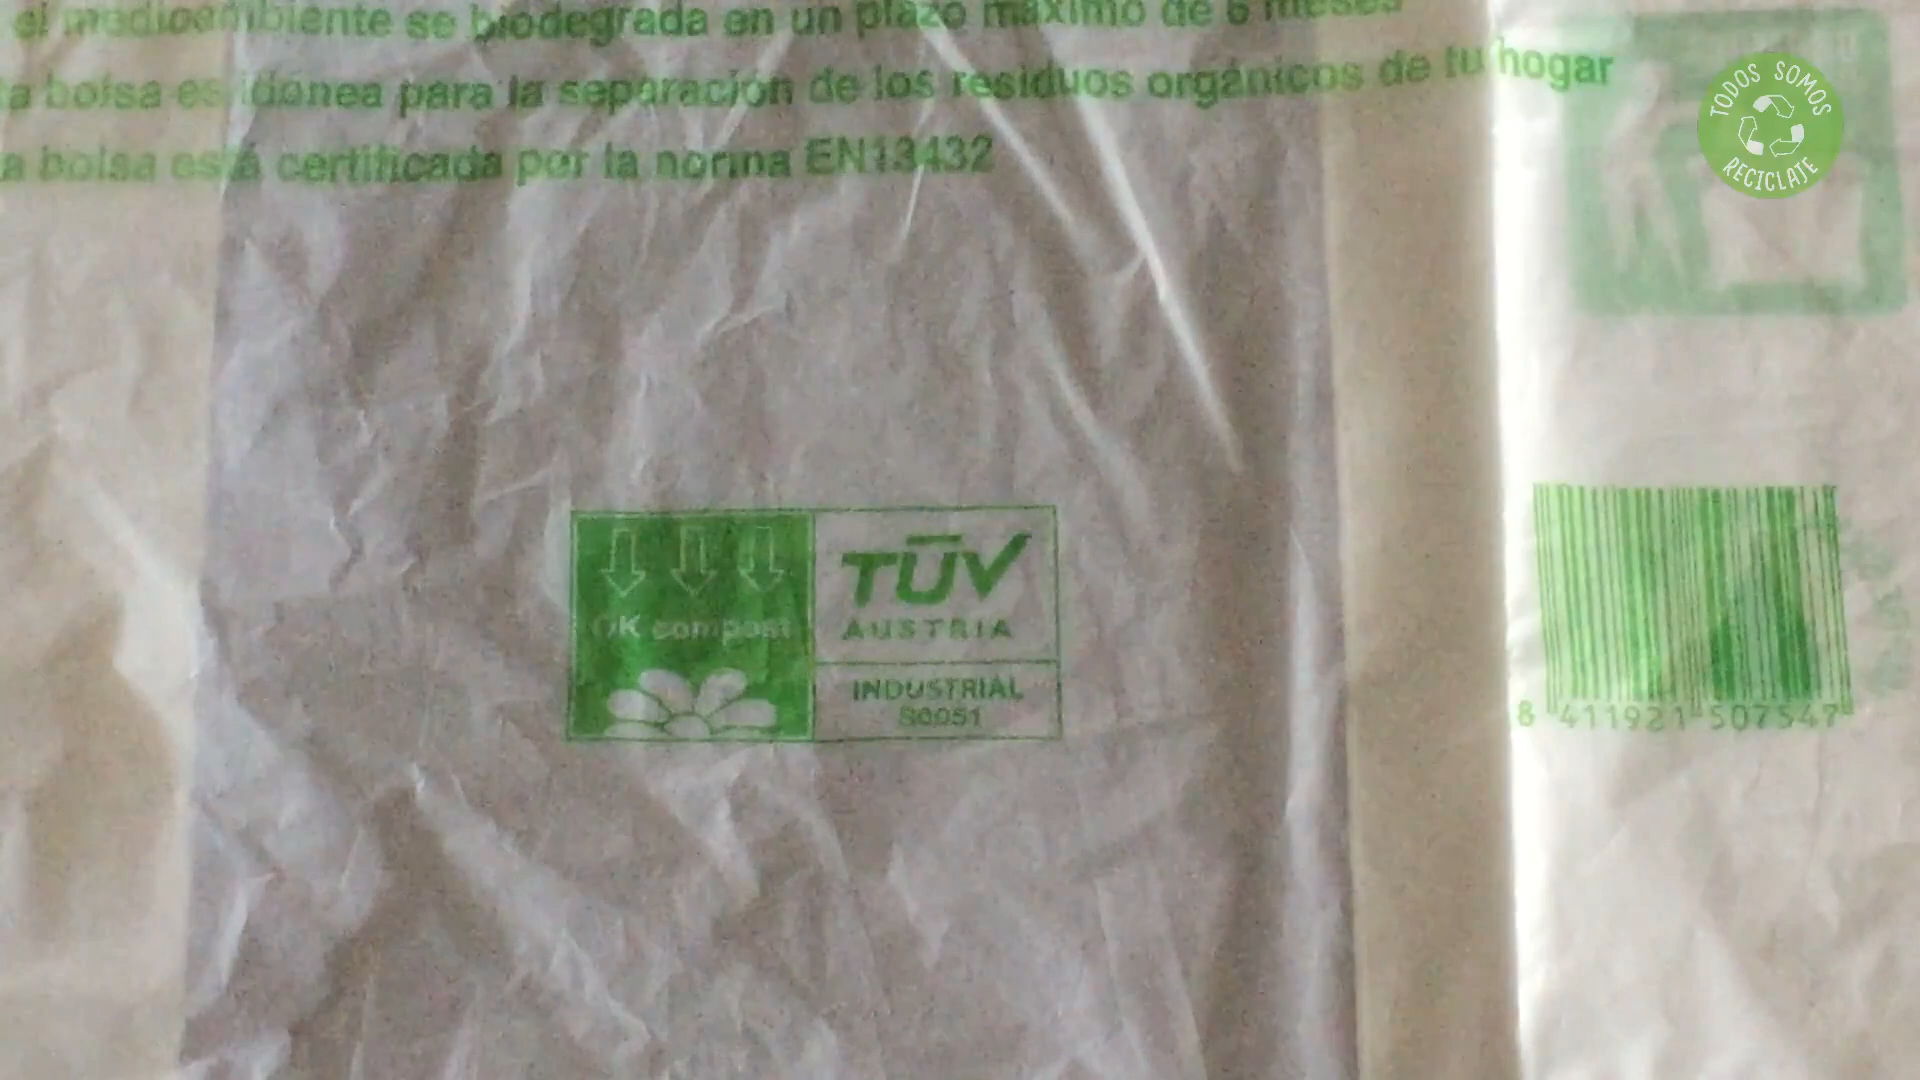 el medioambiente se biodegrada en un plazo máximo de 6 meses
a bolsa es idónea para la separación de los residuos orgánicos de tu hogar
a bolsa está certificada por la norma EN13432
TODOS SOMOS
RECICLAJE
OK compost
TÜV
AUSTRIA
INDUSTRIAL
S0051
8 411921 507547